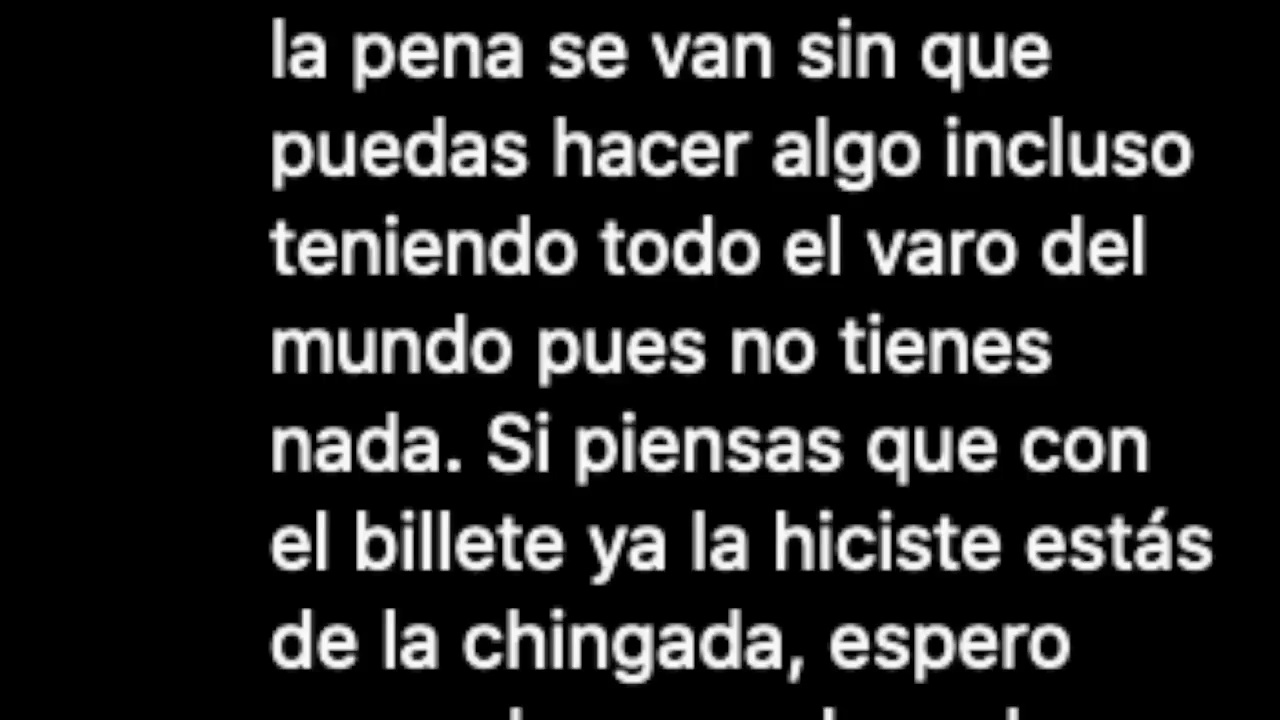 la pena se van sin que
puedas hacer algo incluso
teniendo todo el varo del
mundo pues no tienes
nada. Si piensas que con
el billete ya la hiciste estás
de la chingada, espero